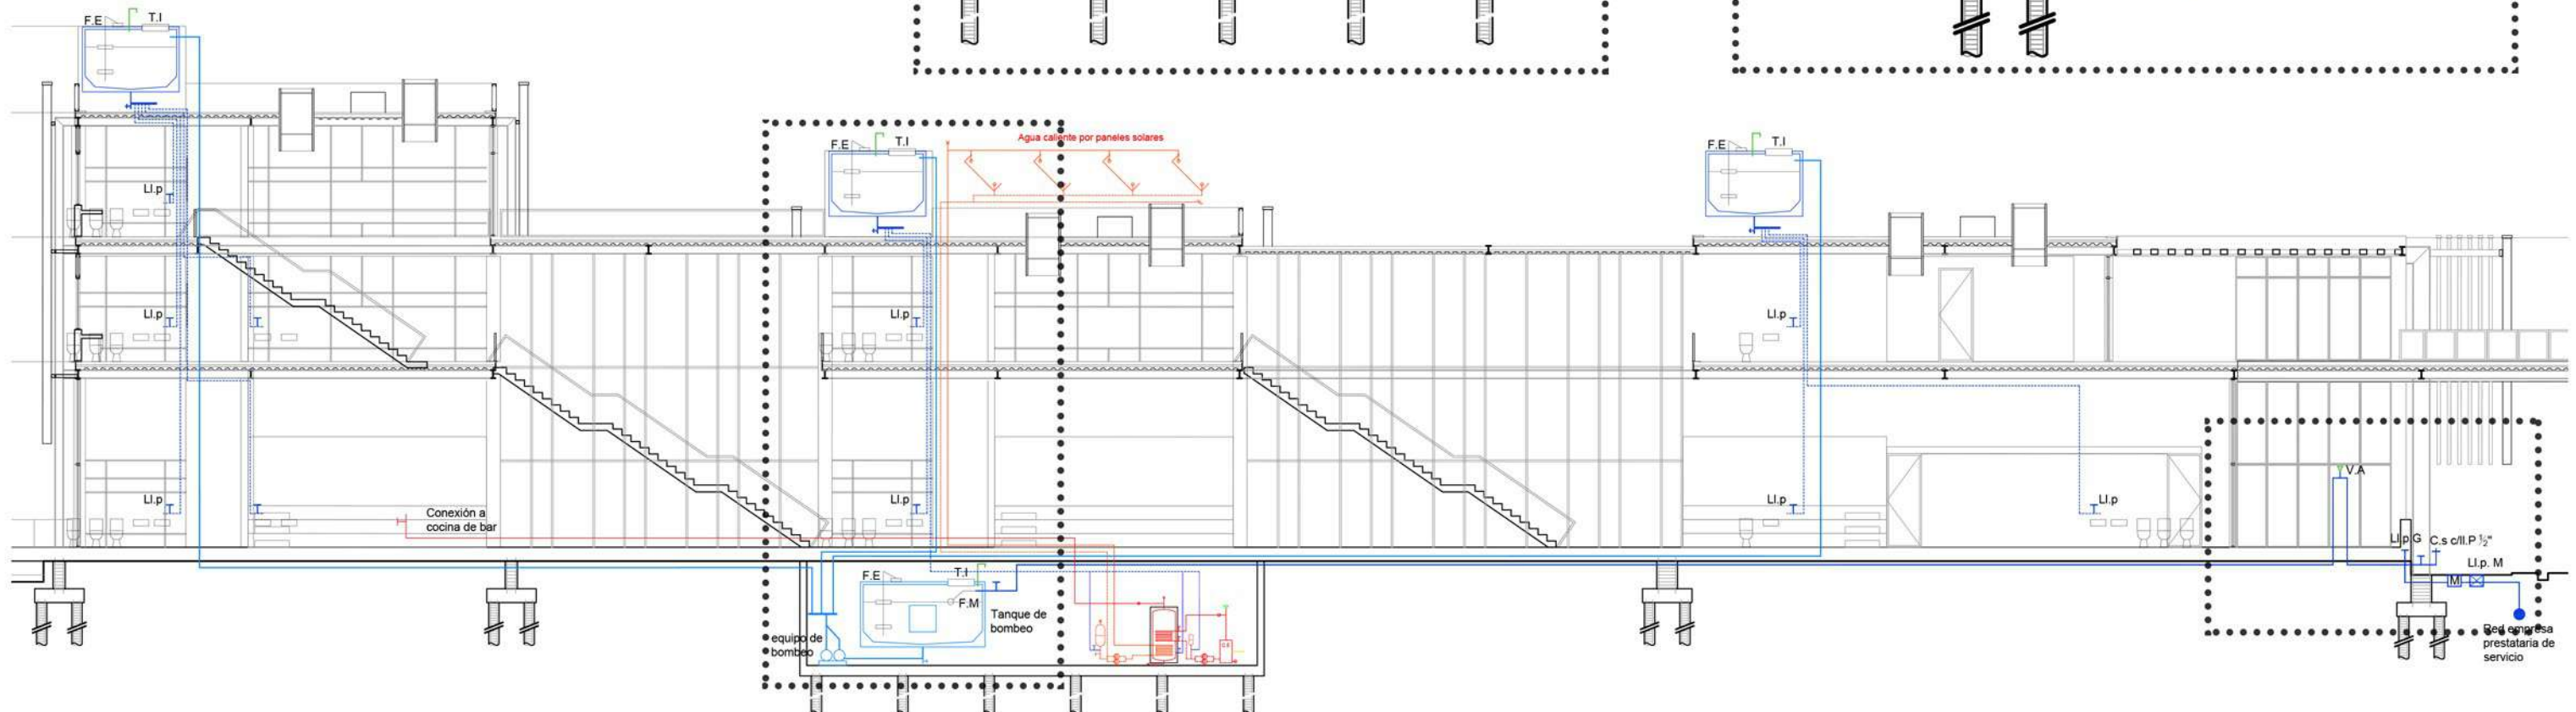 F.E
T.I
Agua caliente por paneles solares
F.E
T.I
F.E
T.I
Ll.p
Ll.p
Ll.p
Ll.p
Ll.p
Ll.p
Ll.p
Ll.p
Ll.p
V.A
Conexión a
cocina de bar
Ll.p.G
C.s c/ll.P ½"
Ll.p. M
M
F.E
T.I
F.M
Tanque de
bombeo
equipo de
bombeo
Red empresa
prestataria de
servicio